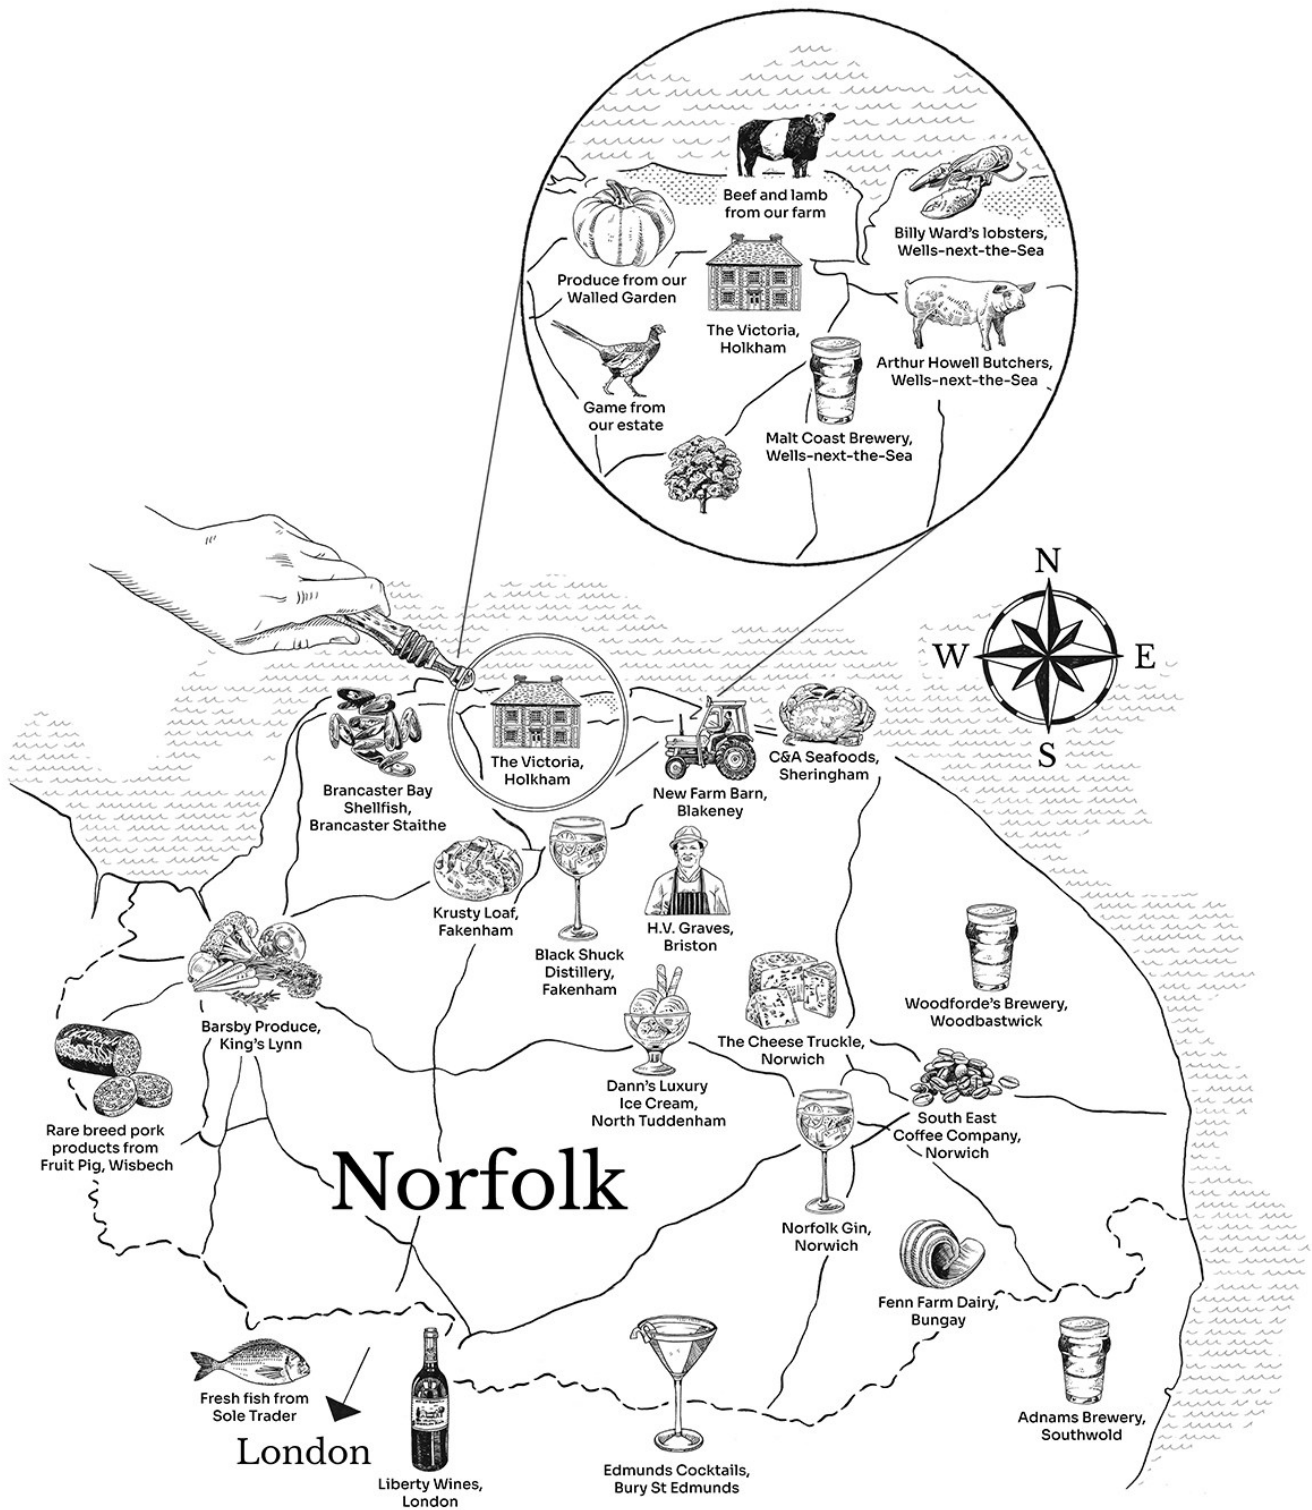 Beef and lamb
from our farm
Billy Ward's lobsters,
Wells-next-the-Sea
Produce from our
Walled Garden
The Victoria,
Holkham
Arthur Howell Butchers,
Wells-next-the-Sea
Game from
our estate
Malt Coast Brewery,
Wells-next-the-Sea
N
W
E
S
The Victoria,
Holkham
C&A Seafoods,
Sheringham
Brancaster Bay
Shellfish,
Brancaster Staithe
New Farm Barn,
Blakeney
Krusty Loaf,
Fakenham
H.V. Graves,
Briston
Black Shuck
Distillery,
Fakenham
Woodforde's Brewery,
Woodbastwick
Barsby Produce,
King's Lynn
The Cheese Truckle,
Norwich
Dann's Luxury
Ice Cream,
North Tuddenham
South East
Coffee Company,
Norwich
Rare breed pork
products from
Fruit Pig, Wisbech
Norfolk
Norfolk Gin,
Norwich
Fenn Farm Dairy,
Bungay
Fresh fish from
Sole Trader
London
Adnams Brewery,
Southwold
Liberty Wines,
London
Edmunds Cocktails,
Bury St Edmunds